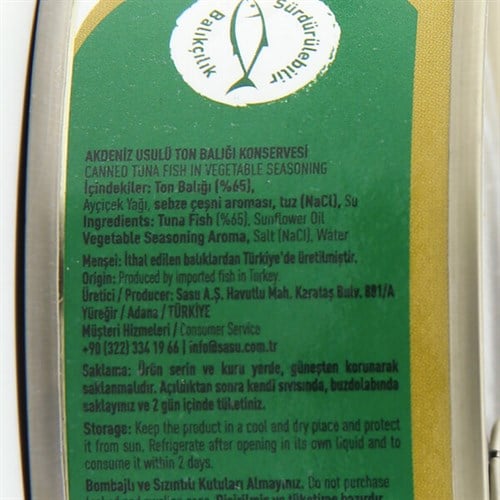 Sürdürülebilir
Balıkçılık
AKDENİZ USULÜ TON BALIĞI KONSERVESİ
CANNED TUNA FISH IN VEGETABLE SEASONING
İçindekiler: Ton Balığı (%65),
Ayçiçek Yağı, sebze çeşni aroması, tuz (NaCl), Su
Ingredients: Tuna Fish (%65), Sunflower Oil
Vegetable Seasoning Aroma, Salt (NaCl), Water
Menşei: İthal edilen balıklardan Türkiye'de üretilmiştir.
Origin: Produced by imported fish in Turkey.
Üretici / Producer: Sasu A.Ş. Havutlu Mah. Karataş Bulv. 881/A
Yüreğir / Adana / TÜRKİYE
Müşteri Hizmetleri / Consumer Service
+90 (322) 334 19 66 | info@sasu.com.tr
Saklama: Ürün serin ve kuru yerde, güneşten korunarak
saklanmalıdır. Açıldıktan sonra kendi sıvısında, buzdolabında
saklayınız ve 2 gün içinde tüketiniz.
Storage: Keep the product in a cool and dry place and protect
it from sun. Refrigerate after opening in its own liquid and to
consume it within 2 days.
Bombajlı ve Sızıntılı Kutuları Almayınız. Do not purchase